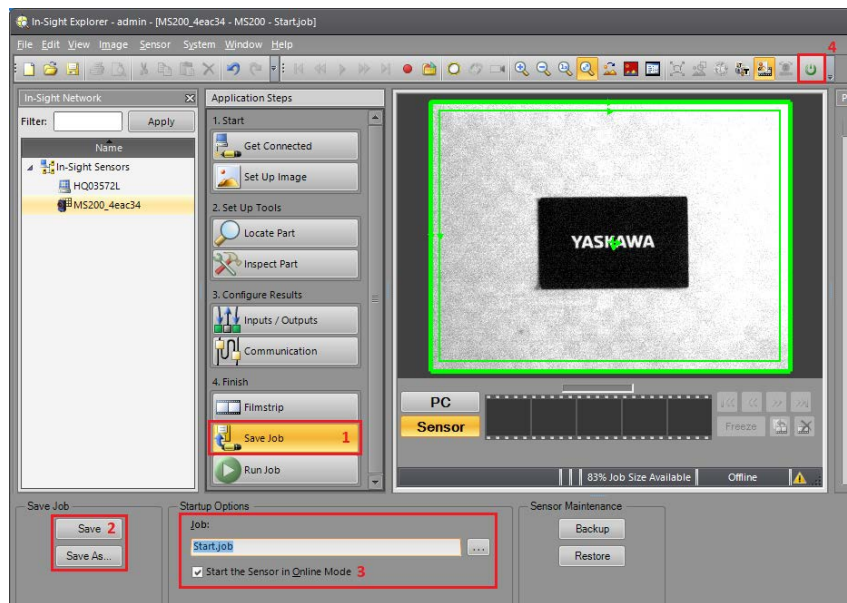 In-Sight Explorer - admin - [MS200_4eac34 - MS200 - Start.job]
File Edit View Image Sensor System Window Help
4
In-Sight Network
Filter:
Apply
Name
In-Sight Sensors
HQ03572L
MS200_4eac34
Application Steps
1. Start
Get Connected
Set Up Image
2. Set Up Tools
Locate Part
Inspect Part
3. Configure Results
Inputs / Outputs
Communication
4. Finish
Filmstrip
Save Job 1
Run Job
YASKAWA
PC
Sensor
Freeze
83% Job Size Available
Offline
P
Save Job
Save 2
Save As...
Startup Options
Job:
Start.job
...
Start the Sensor in Online Mode 3
Sensor Maintenance
Backup
Restore